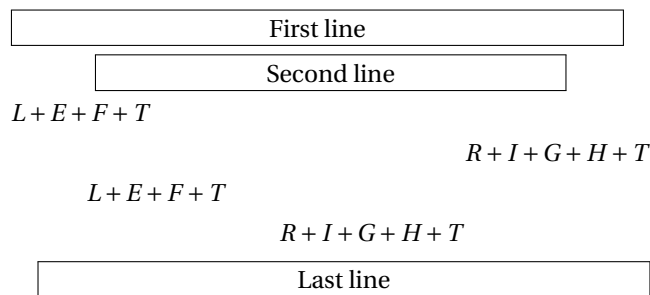 First line
Second line
L + E + F + T
R + I + G + H + T
L + E + F + T
R + I + G + H + T
Last line